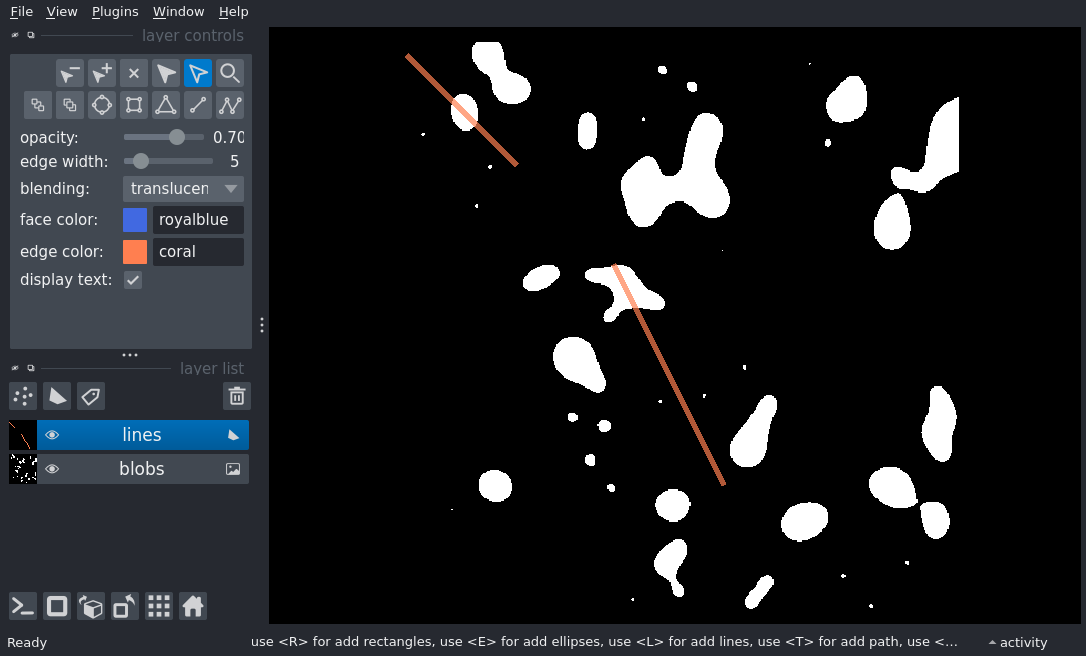 File View Plugins Window Help
layer controls
opacity: 0.70
edge width: 5
blending: translucen
face color: royalblue
edge color: coral
display text:
layer list
lines
blobs
Ready use <R> for add rectangles, use <E> for add ellipses, use <L> for add lines, use <T> for add path, use <... activity